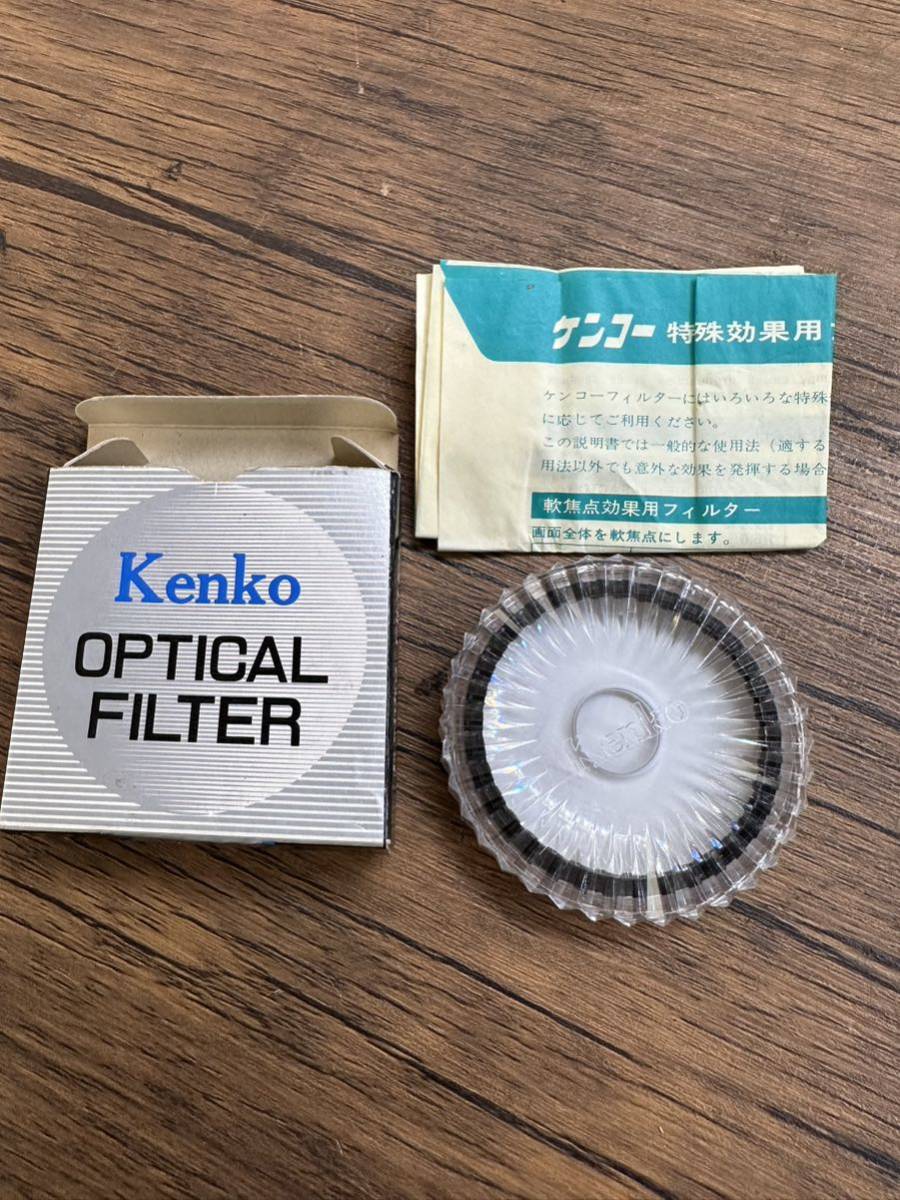 Kenko
OPTICAL
FILTER
ケンコー 特殊効果用
ケンコーフィルターにはいろいろな特殊
に応じてご利用ください。
この説明書では一般的な使用法（適する
用法以外でも意外な効果を発揮する場合
軟焦点効果用フィルター
画面全体を軟焦点にします。
Kenko